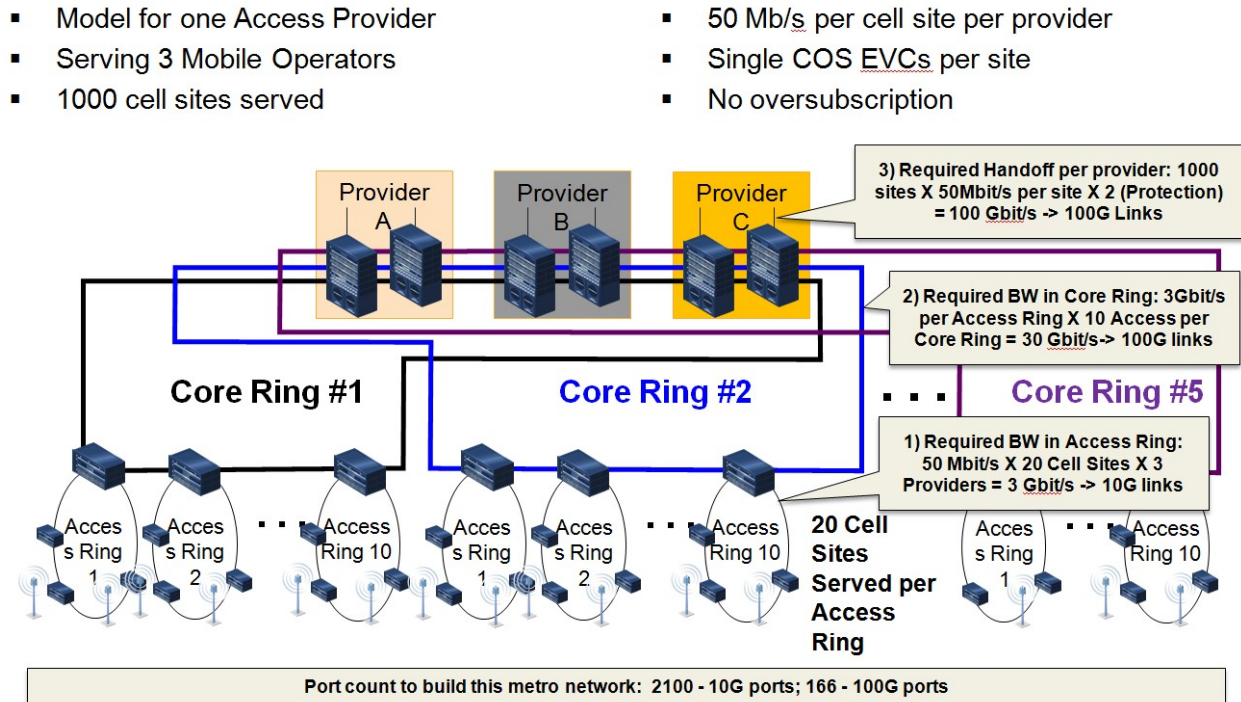 ▪ Model for one Access Provider
▪ Serving 3 Mobile Operators
▪ 1000 cell sites served
▪ 50 Mb/s per cell site per provider
▪ Single COS EVCs per site
▪ No oversubscription
Provider
A
Provider
B
Provider
C
3) Required Handoff per provider: 1000
sites X 50Mbit/s per site X 2 (Protection)
= 100 Gbit/s -> 100G Links
2) Required BW in Core Ring: 3Gbit/s
per Access Ring X 10 Access per
Core Ring = 30 Gbit/s-> 100G links
Core Ring #1
Core Ring #2
. . .
Core Ring #5
1) Required BW in Access Ring:
50 Mbit/s X 20 Cell Sites X 3
Providers = 3 Gbit/s -> 10G links
Acces
s Ring
1
Acces
s Ring
2
. . .
Access
Ring 10
Acces
s Ring
1
Acces
s Ring
2
. . .
Access
Ring 10
20 Cell
Sites
Served per
Access
Ring
Acces
s Ring
1
. . .
Access
Ring 10
Port count to build this metro network: 2100 - 10G ports; 166 - 100G ports